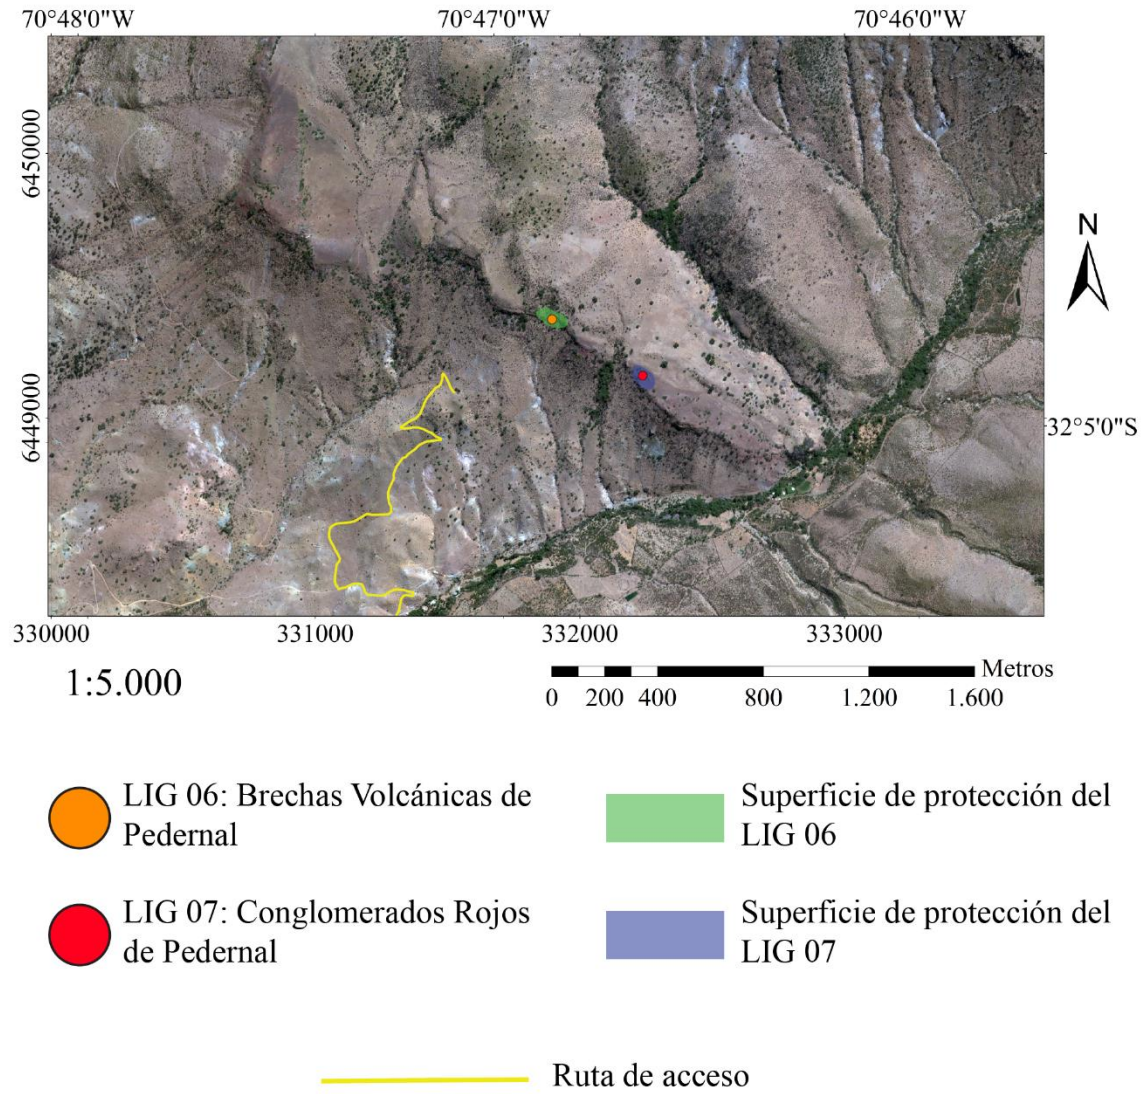 70°48'0"W
70°47'0"W
70°46'0"W
6450000
N
6449000
32°5'0"S
330000
331000
332000
333000
1:5.000
Metros
0 200 400 800 1.200 1.600
LIG 06: Brechas Volcánicas de
Pedernal
Superficie de protección del
LIG 06
LIG 07: Conglomerados Rojos
de Pedernal
Superficie de protección del
LIG 07
Ruta de acceso